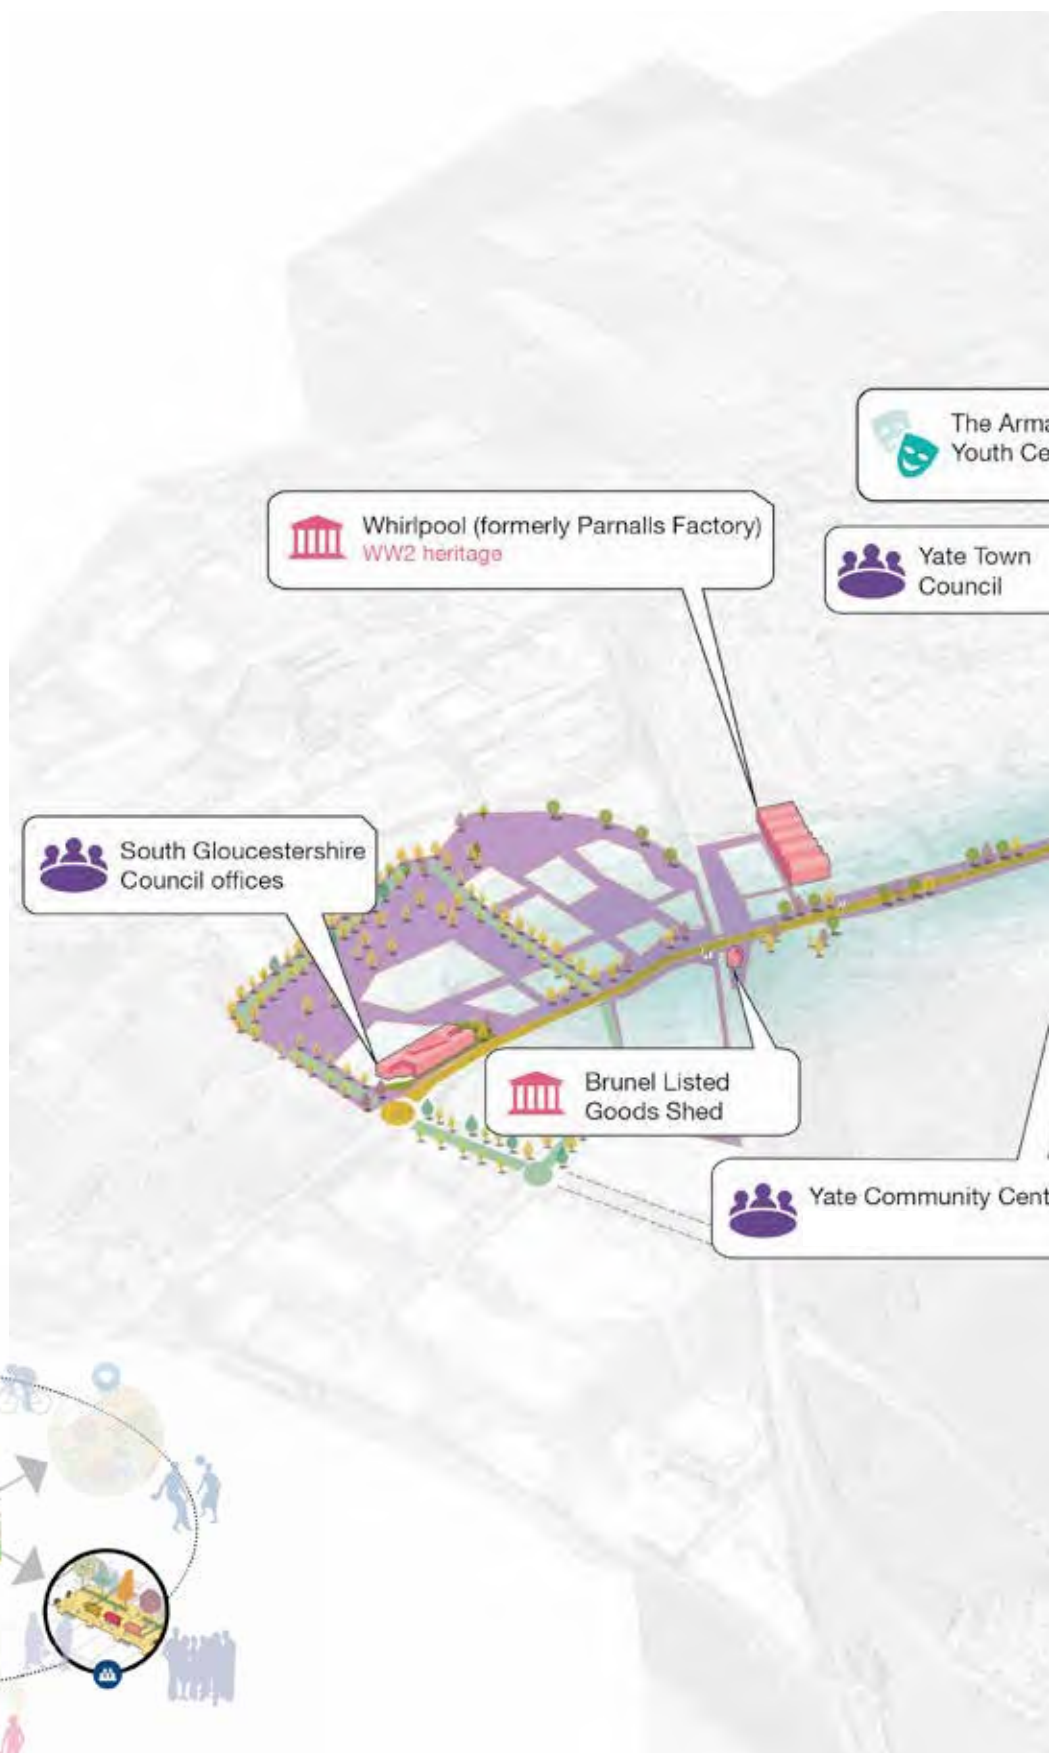 The Arma
Youth Ce
Whirlpool (formerly Parnalls Factory)
WW2 heritage
Yate Town
Council
South Gloucestershire
Council offices
Brunel Listed
Goods Shed
Yate Community Cent